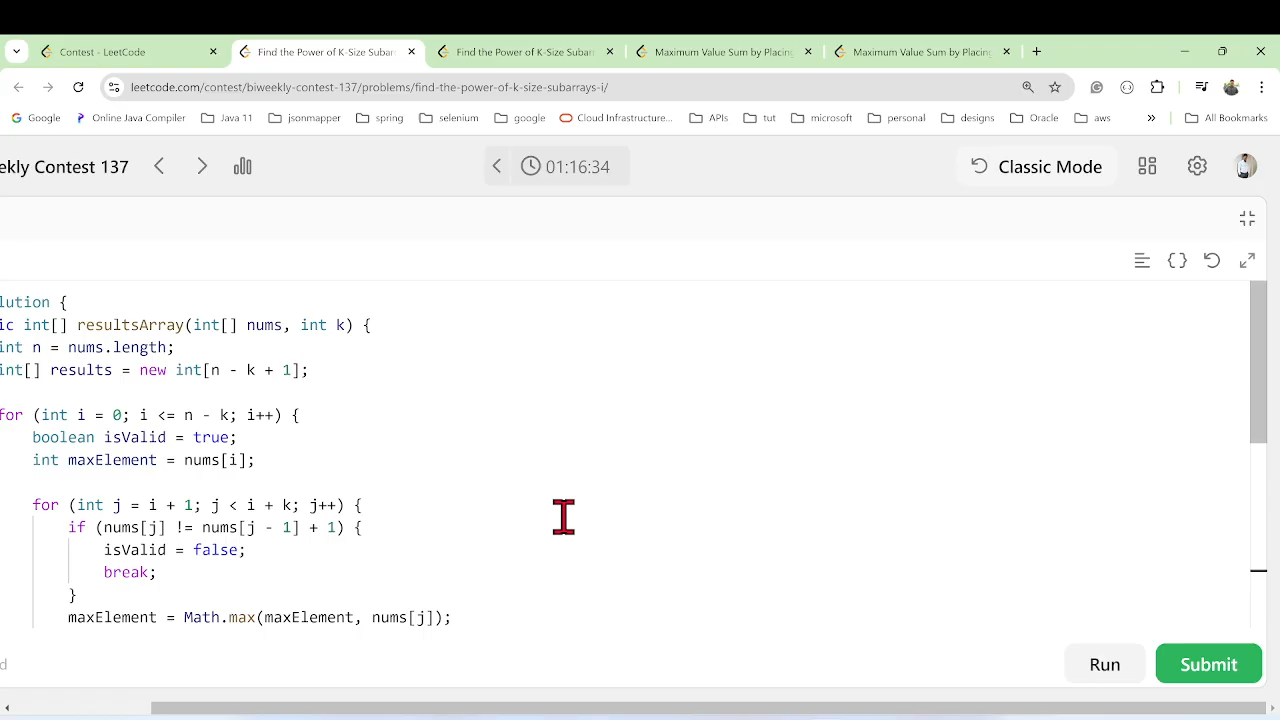 Contest - LeetCode
Find the Power of K-Size Subarr
Find the Power of K-Size Subarr
Maximum Value Sum by Placing
Maximum Value Sum by Placing
leetcode.com/contest/biweekly-contest-137/problems/find-the-power-of-k-size-subarrays-i/
Google
Online Java Compiler
Java 11
jsonmapper
spring
selenium
google
Cloud Infrastructure...
APIs
tut
microsoft
personal
designs
Oracle
aws
»
All Bookmarks
ekly Contest 137
01:16:34
Classic Mode
lution {
ic int[] resultsArray(int[] nums, int k) {
int n = nums.length;
int[] results = new int[n - k + 1];
for (int i = 0; i <= n - k; i++) {
boolean isValid = true;
int maxElement = nums[i];
for (int j = i + 1; j < i + k; j++) {
if (nums[j] != nums[j - 1] + 1) {
isValid = false;
break;
}
maxElement = Math.max(maxElement, nums[j]);
d
Run
Submit